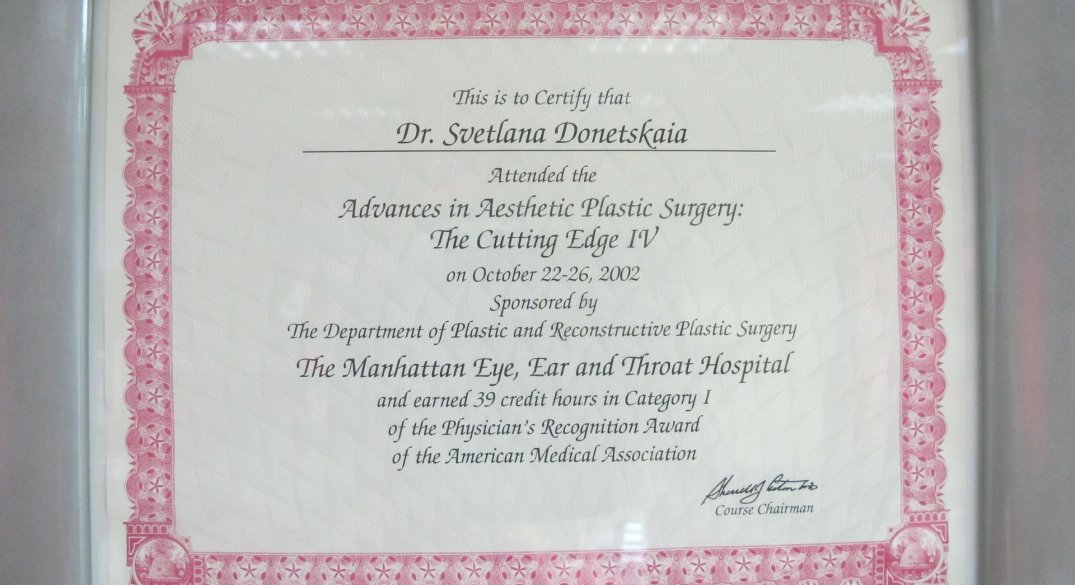 This is to Certify that
Dr. Svetlana Donetskaia
Attended the
Advances in Aesthetic Plastic Surgery:
The Cutting Edge IV
on October 22-26, 2002
Sponsored by
The Department of Plastic and Reconstructive Plastic Surgery
The Manhattan Eye, Ear and Throat Hospital
and earned 39 credit hours in Category I
of the Physician's Recognition Award
of the American Medical Association
Course Chairman